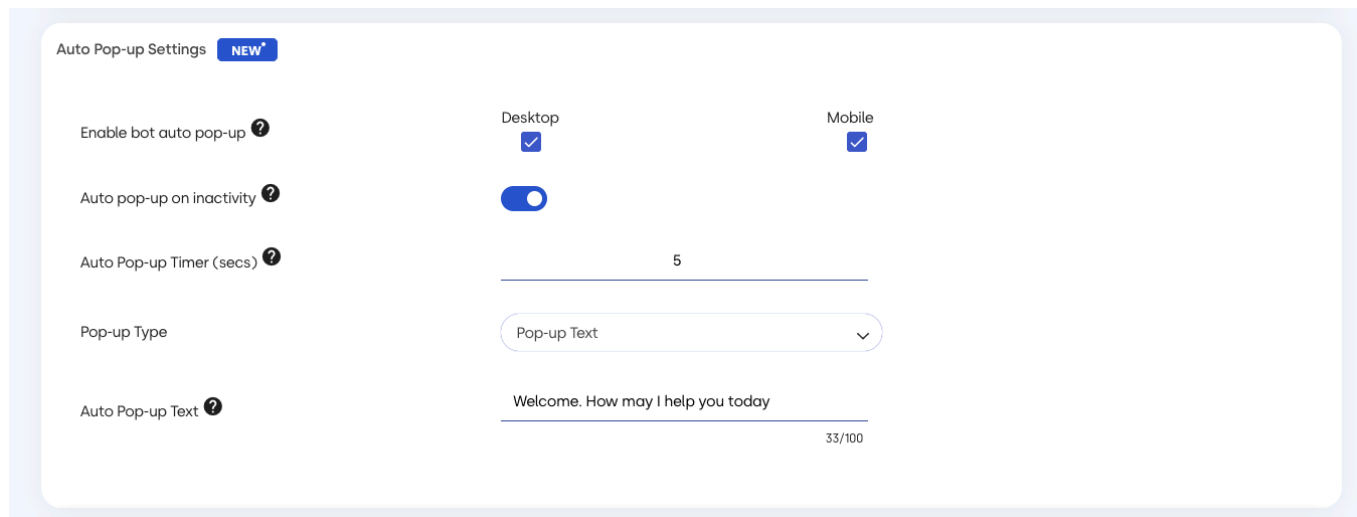 Auto Pop-up Settings NEW
Enable bot auto pop-up ? Desktop Mobile
Auto pop-up on inactivity ?
Auto Pop-up Timer (secs) ? 5
Pop-up Type Pop-up Text
Auto Pop-up Text ? Welcome. How may I help you today
33/100